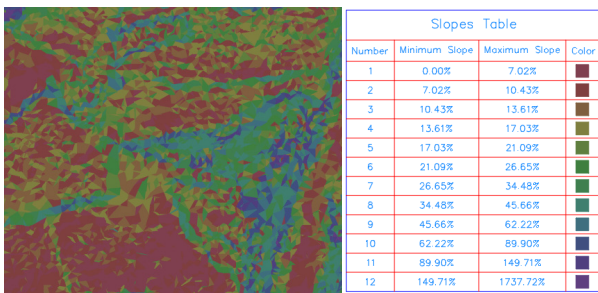 Slopes Table
Number Minimum Slope Maximum Slope Color
1 0.00% 7.02%
2 7.02% 10.43%
3 10.43% 13.61%
4 13.61% 17.03%
5 17.03% 21.09%
6 21.09% 26.65%
7 26.65% 34.48%
8 34.48% 45.66%
9 45.66% 62.22%
10 62.22% 89.90%
11 89.90% 149.71%
12 149.71% 1737.72%